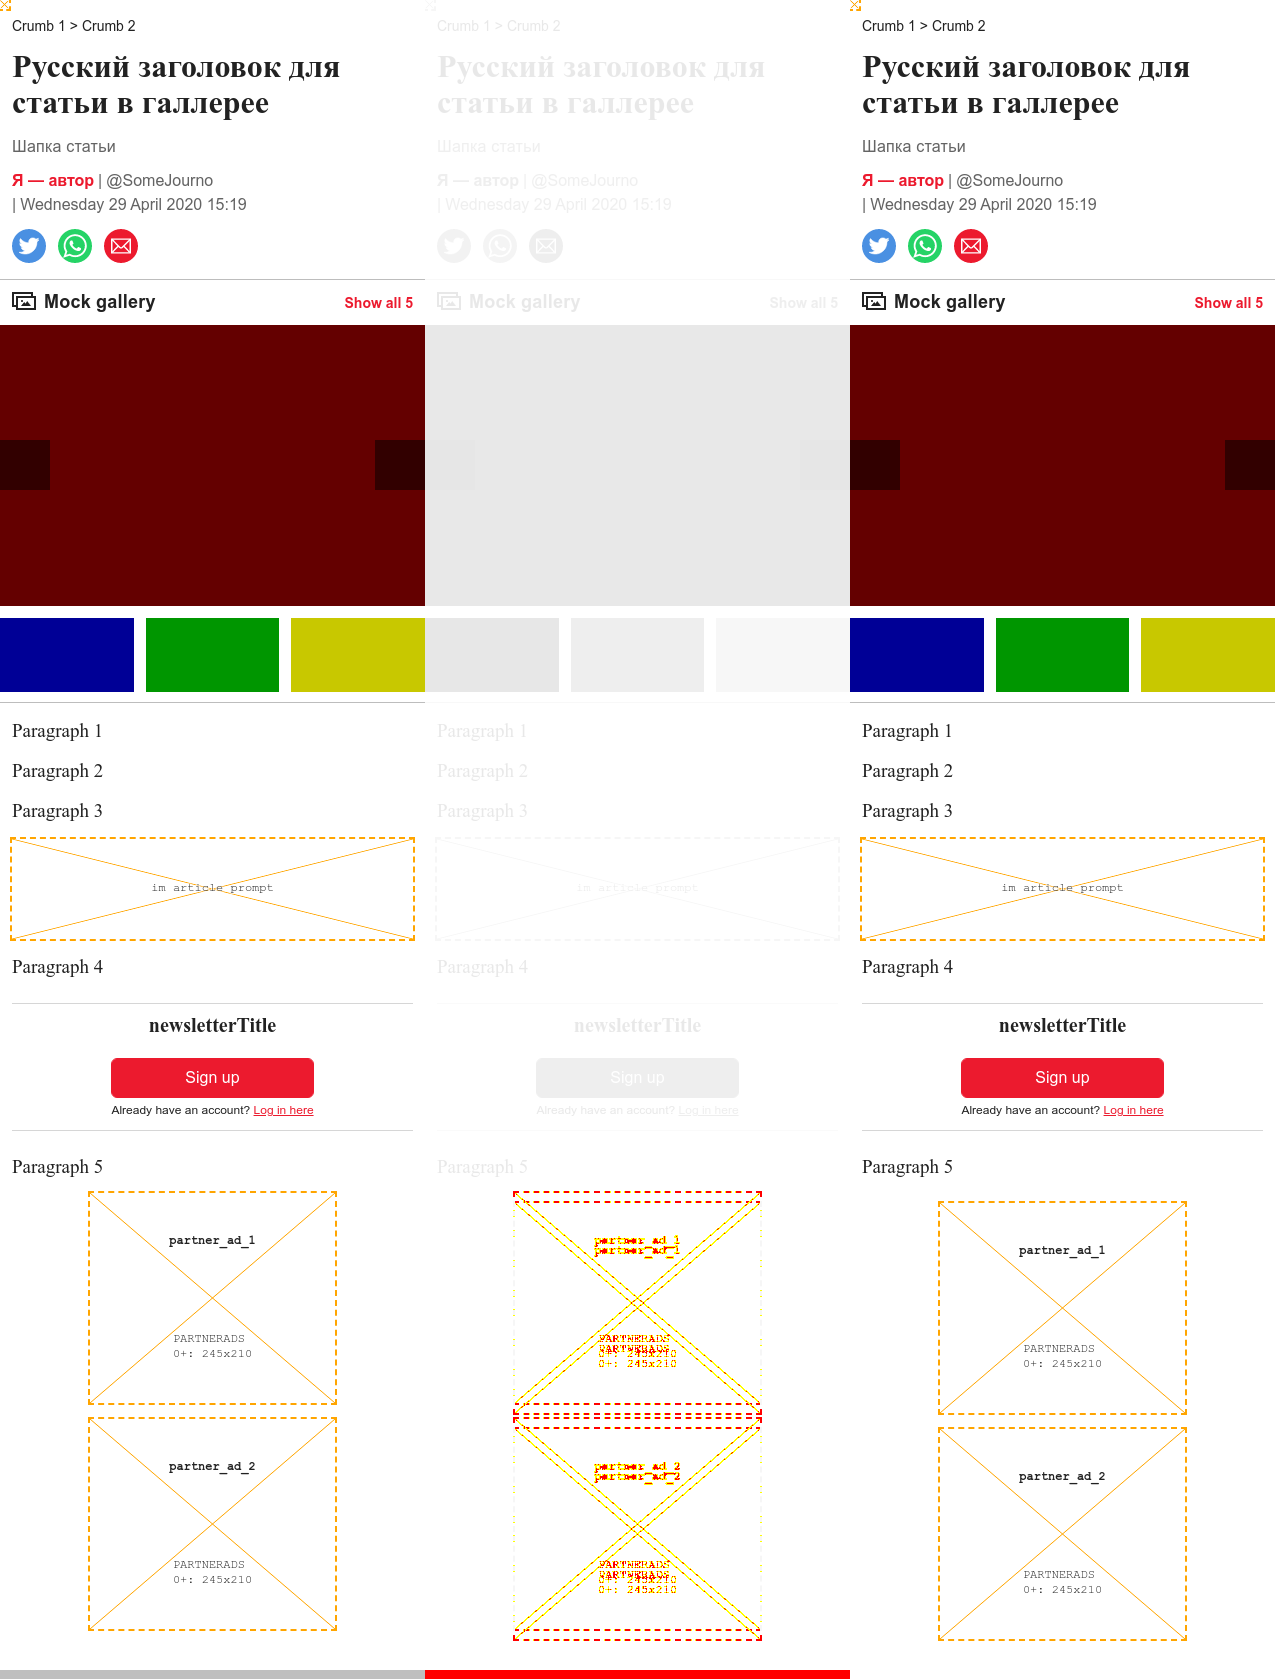 Crumb 1 > Crumb 2
Русский заголовок для
статьи в галлерее
Шапка статьи
Я — автор | @SomeJourno
| Wednesday 29 April 2020 15:19
Mock gallery
Show all 5
Paragraph 1
Paragraph 2
Paragraph 3
im article prompt
Paragraph 4
newsletterTitle
Sign up
Already have an account? Log in here
Paragraph 5
partner_ad_1
PARTNERADS
0+: 245x210
partner_ad_2
PARTNERADS
0+: 245x210
Crumb 1 > Crumb 2
Русский заголовок для
статьи в галлерее
Шапка статьи
Я — автор | @SomeJourno
| Wednesday 29 April 2020 15:19
Mock gallery
Show all 5
Paragraph 1
Paragraph 2
Paragraph 3
im article prompt
Paragraph 4
newsletterTitle
Sign up
Already have an account? Log in here
Paragraph 5
partner_ad_1
partner_ad_1
PARTNERADS
PARTNERADS
0+: 245x210
0+: 245x210
partner_ad_2
partner_ad_2
PARTNERADS
PARTNERADS
0+: 245x210
0+: 245x210
Crumb 1 > Crumb 2
Русский заголовок для
статьи в галлерее
Шапка статьи
Я — автор | @SomeJourno
| Wednesday 29 April 2020 15:19
Mock gallery
Show all 5
Paragraph 1
Paragraph 2
Paragraph 3
im article prompt
Paragraph 4
newsletterTitle
Sign up
Already have an account? Log in here
Paragraph 5
partner_ad_1
PARTNERADS
0+: 245x210
partner_ad_2
PARTNERADS
0+: 245x210